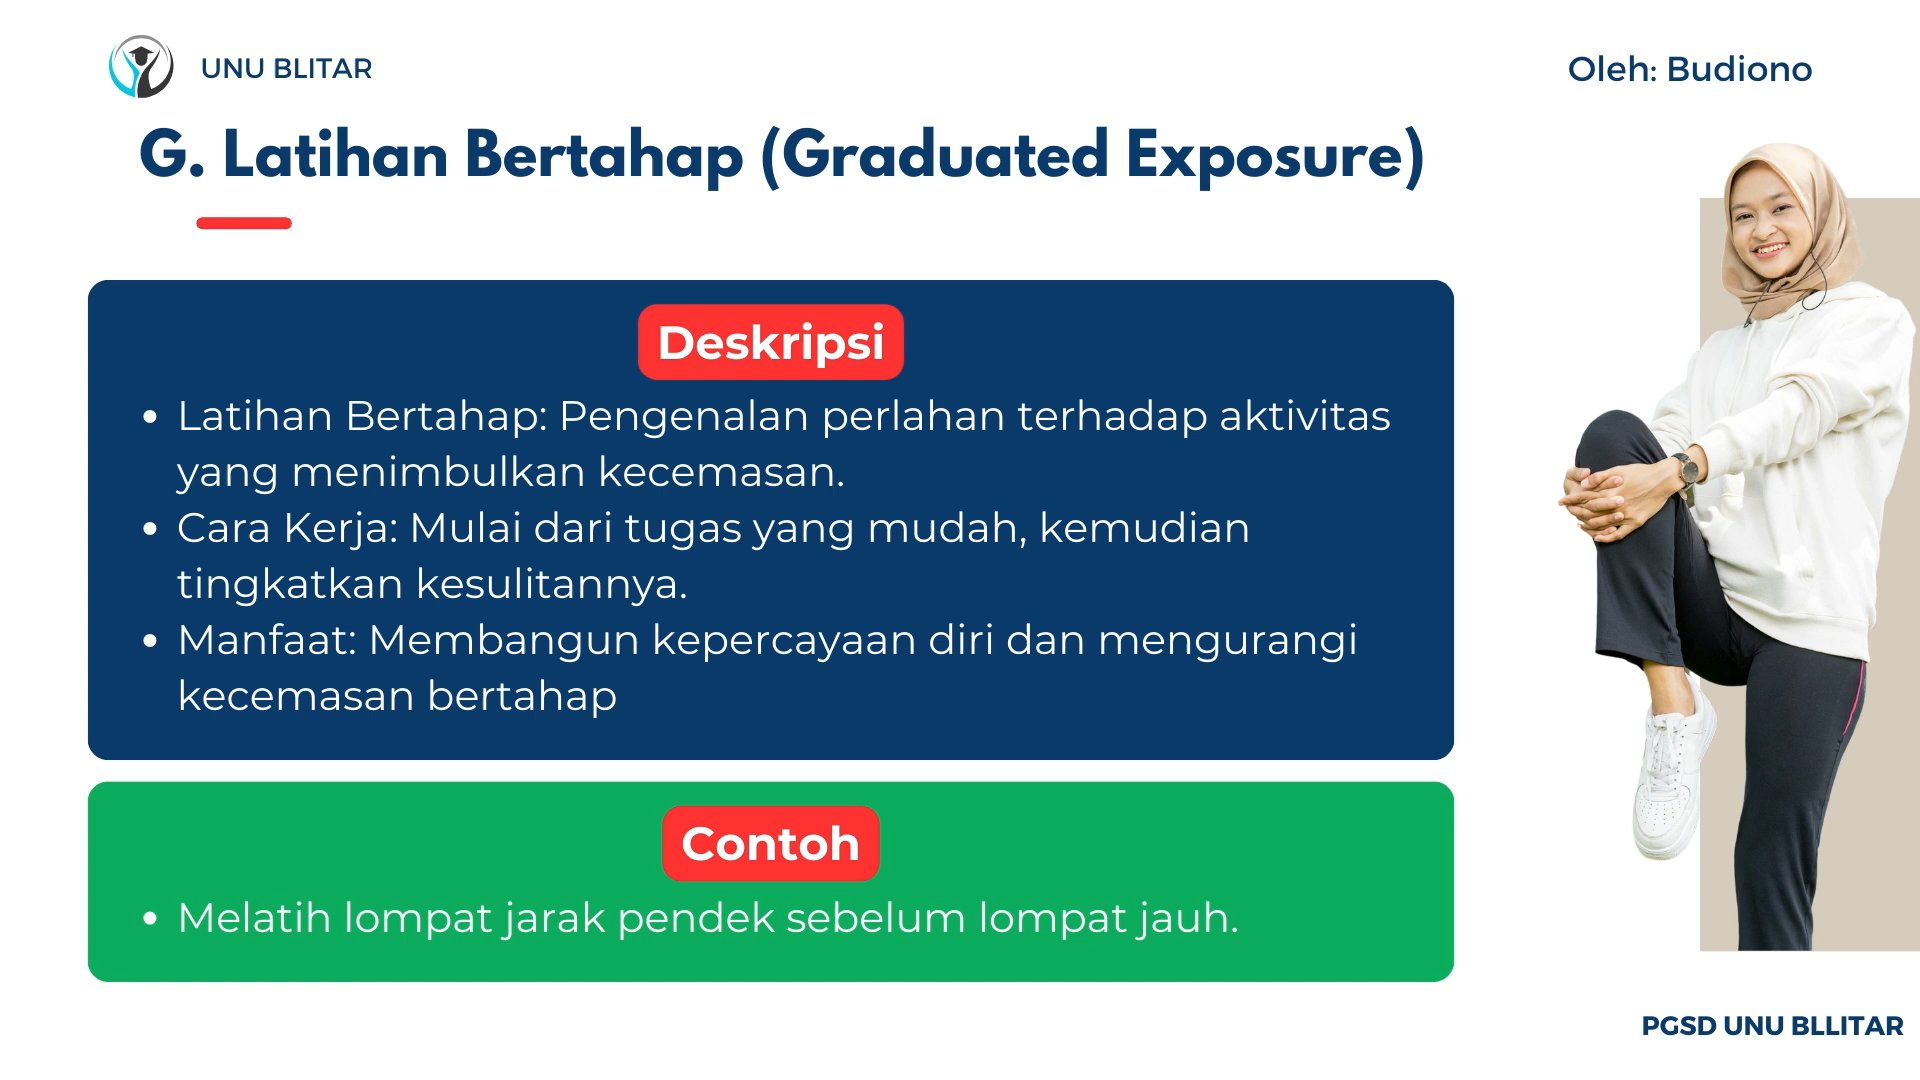 UNU BLITAR
Oleh: Budiono
G. Latihan Bertahap (Graduated Exposure)
Deskripsi
• Latihan Bertahap: Pengenalan perlahan terhadap aktivitas
yang menimbulkan kecemasan.
• Cara Kerja: Mulai dari tugas yang mudah, kemudian
tingkatkan kesulitannya.
• Manfaat: Membangun kepercayaan diri dan mengurangi
kecemasan bertahap
Contoh
• Melatih lompat jarak pendek sebelum lompat jauh.
PGSD UNU BLLITAR